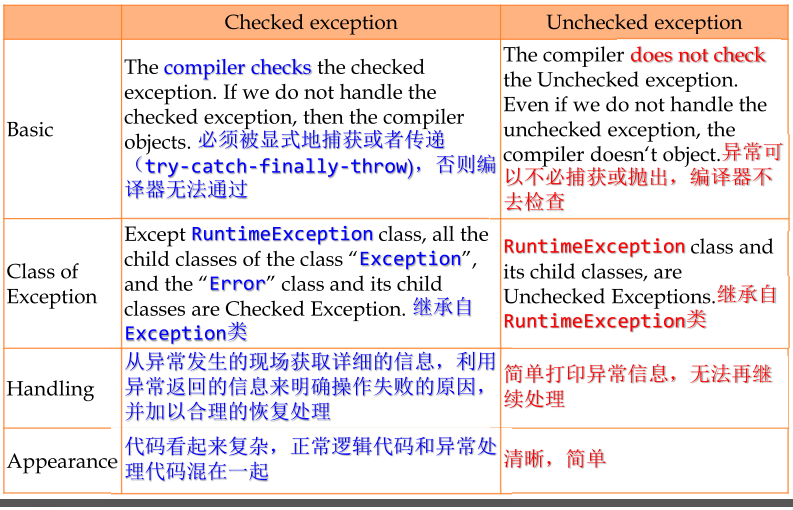 Checked exception
Unchecked exception
Basic
The compiler checks the checked
exception. If we do not handle the
checked exception, then the compiler
objects. 必须被显式地捕获或者传递
（try-catch-finally-throw)，否则编
译器无法通过
The compiler does not check
the Unchecked exception.
Even if we do not handle the
unchecked exception, the
compiler doesn't object.异常可
以不必捕获或抛出，编译器不
去检查
Class of
Exception
Except RuntimeException class, all the
child classes of the class “Exception”,
and the “Error” class and its child
classes are Checked Exception. 继承自
Exception类
RuntimeException class and
its child classes, are
Unchecked Exceptions.继承自
RuntimeException类
Handling
从异常发生的现场获取详细的信息，利用
异常返回的信息来明确操作失败的原因，
并加以合理的恢复处理
简单打印异常信息，无法再继
续处理
Appearance
代码看起来复杂，正常逻辑代码和异常处
理代码混在一起
清晰，简单